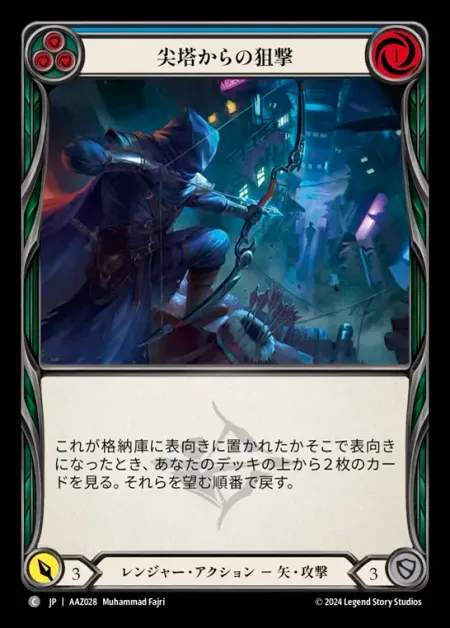 尖塔からの狙撃
1
これが格納庫に表向きに置かれたかそこで表向き
になったとき、あなたのデッキの上から2枚のカー
ドを見る。それらを望む順番で戻す。
3
レンジャー・アクション － 矢・攻撃
3
C JP | AAZ028 Muhammad Fajri
© 2024 Legend Story Studios